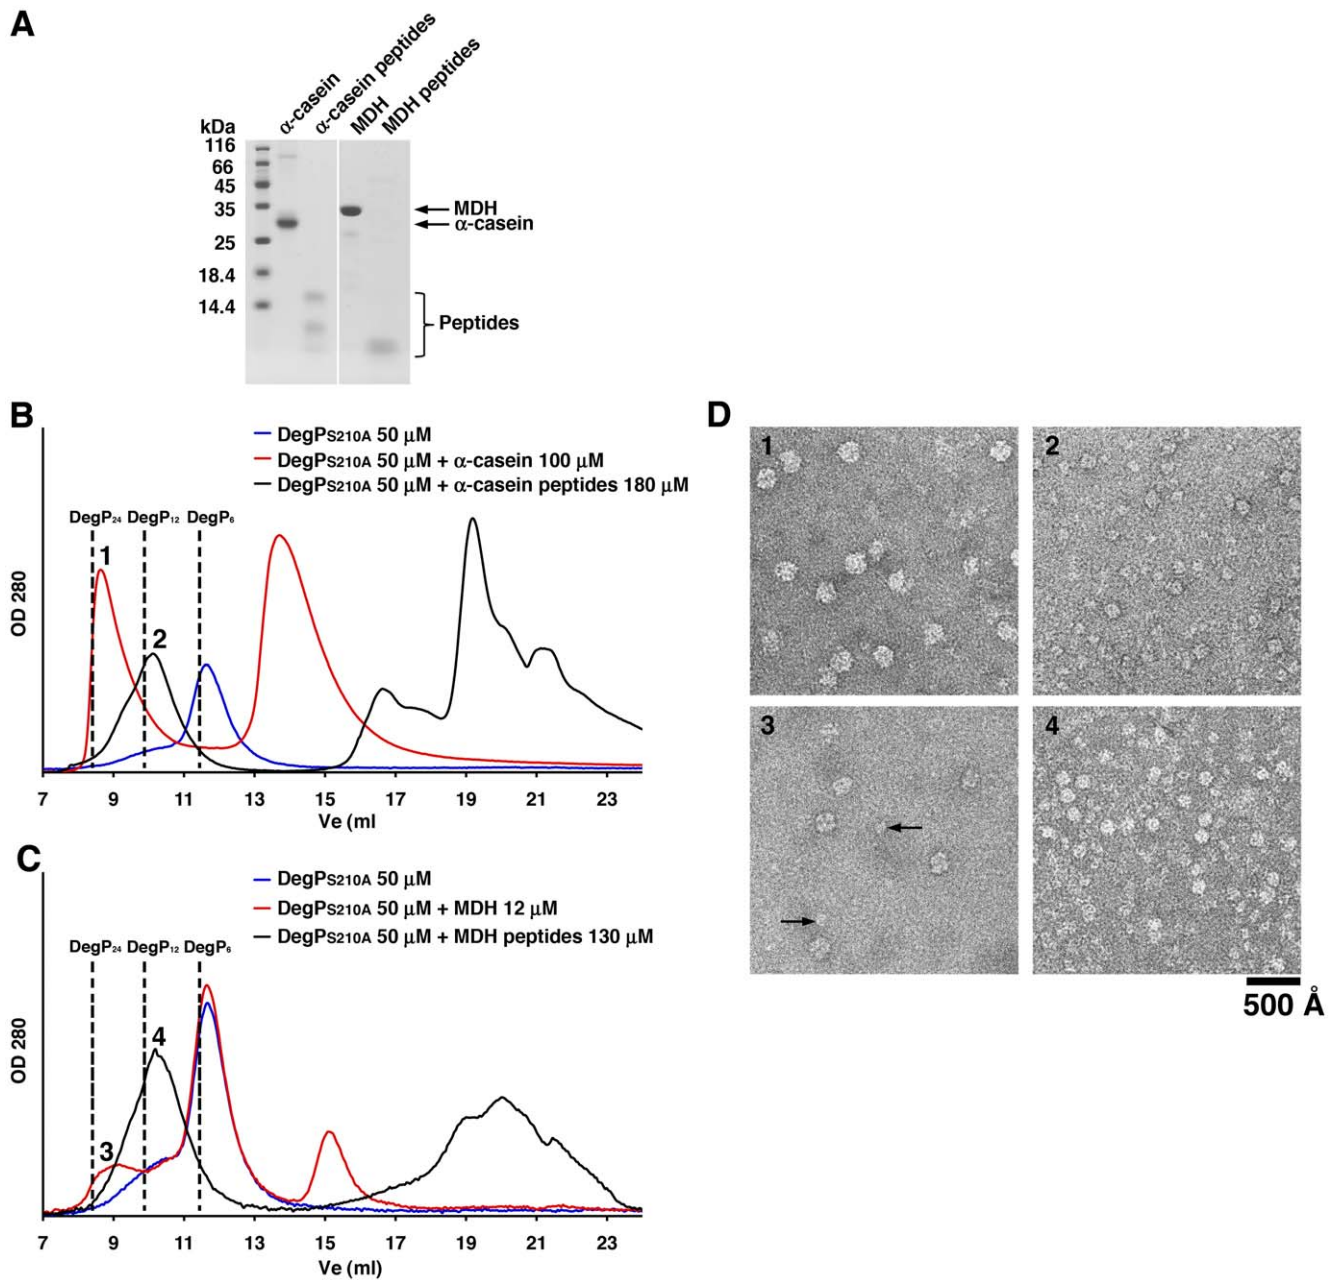 A
α-casein
α-casein peptides
MDH
MDH peptides
kDa
116
66
45
35
25
18.4
14.4
MDH
α-casein
Peptides
B
DegPS210A 50 μM
DegPS210A 50 μM + α-casein 100 μM
DegPS210A 50 μM + α-casein peptides 180 μM
DegP24 DegP12 DegP6
1
2
OD 280
7 9 11 13 15 17 19 21 23
Ve (ml
C
DegPS210A 50 μM
DegPS210A 50 μM + MDH 12 μM
DegPS210A 50 μM + MDH peptides 130 μM
DegP24 DegP12 DegP6
3
4
OD 280
7 9 11 13 15 17 19 21 23
Ve (ml)
D
1
2
3
4
500 Å